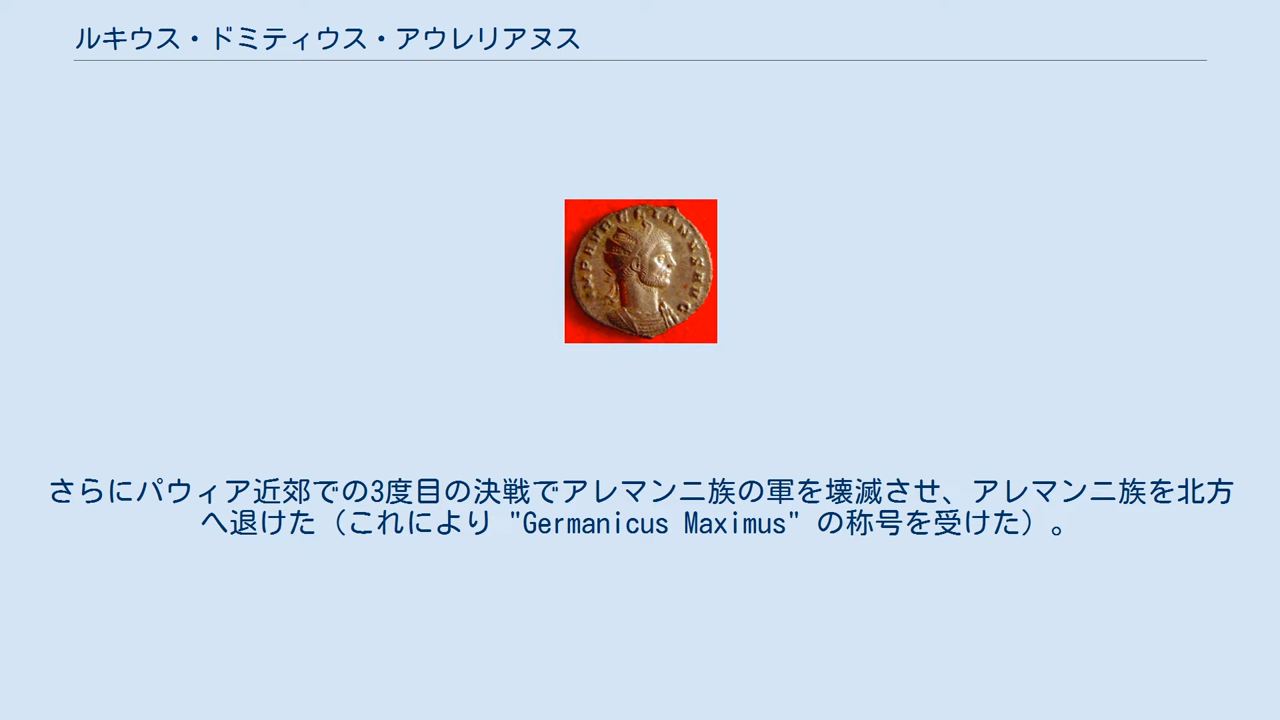 ルキウス・ドミティウス・アウレリアヌス
IMP AVRELIANVS AVG
さらにパウィア近郊での3度目の決戦でアレマンニ族の軍を壊滅させ、アレマンニ族を北方
へ退けた（これにより "Germanicus Maximus" の称号を受けた）。